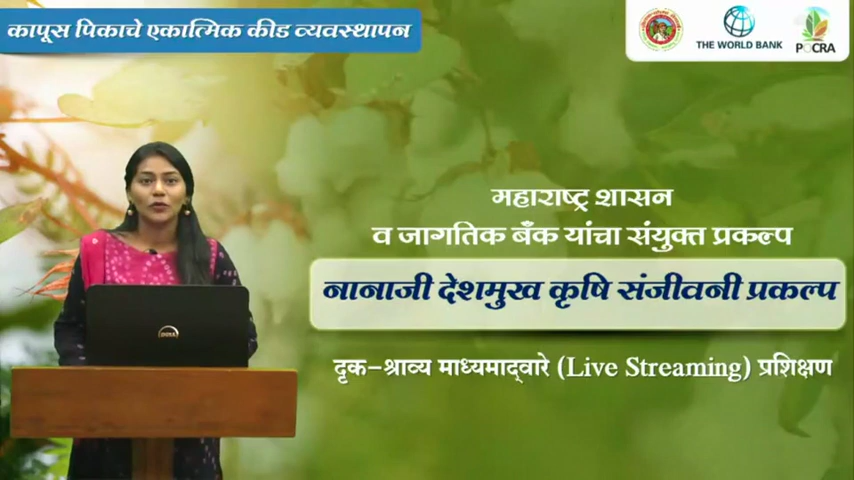 कापूस पिकाचे एकात्मिक कीड व्यवस्थापन
THE WORLD BANK
POCRA
महाराष्ट्र शासन
व जागतिक बँक यांचा संयुक्त प्रकल्प
नानाजी देशमुख कृषि संजीवनी प्रकल्प
दृक-श्राव्य माध्यमाद्वारे (Live Streaming) प्रशिक्षण
DELL